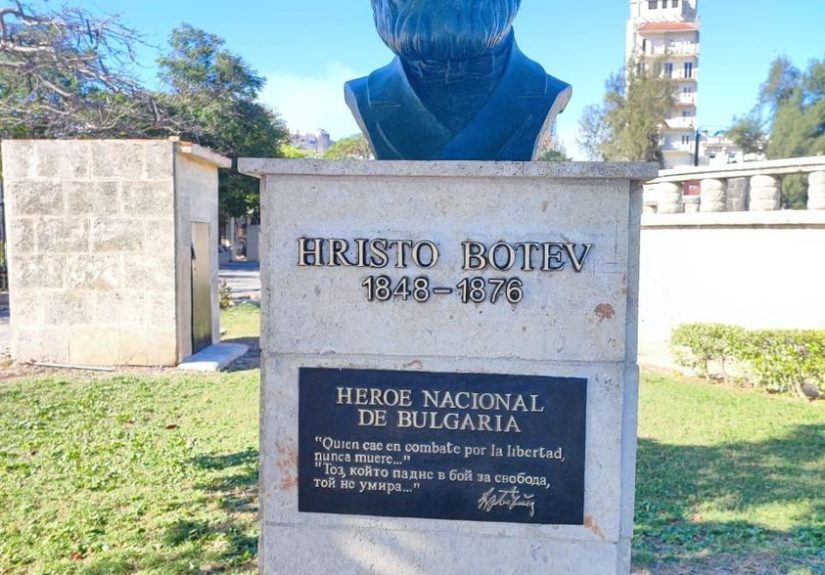 HRISTO BOTEV
1848-1876
HEROE NACIONAL
DE BULGARIA
"Quien cae en combate por la libertad,
nunca muere..."
"Тоз, който падне в бой за свобода,
той не умира..."